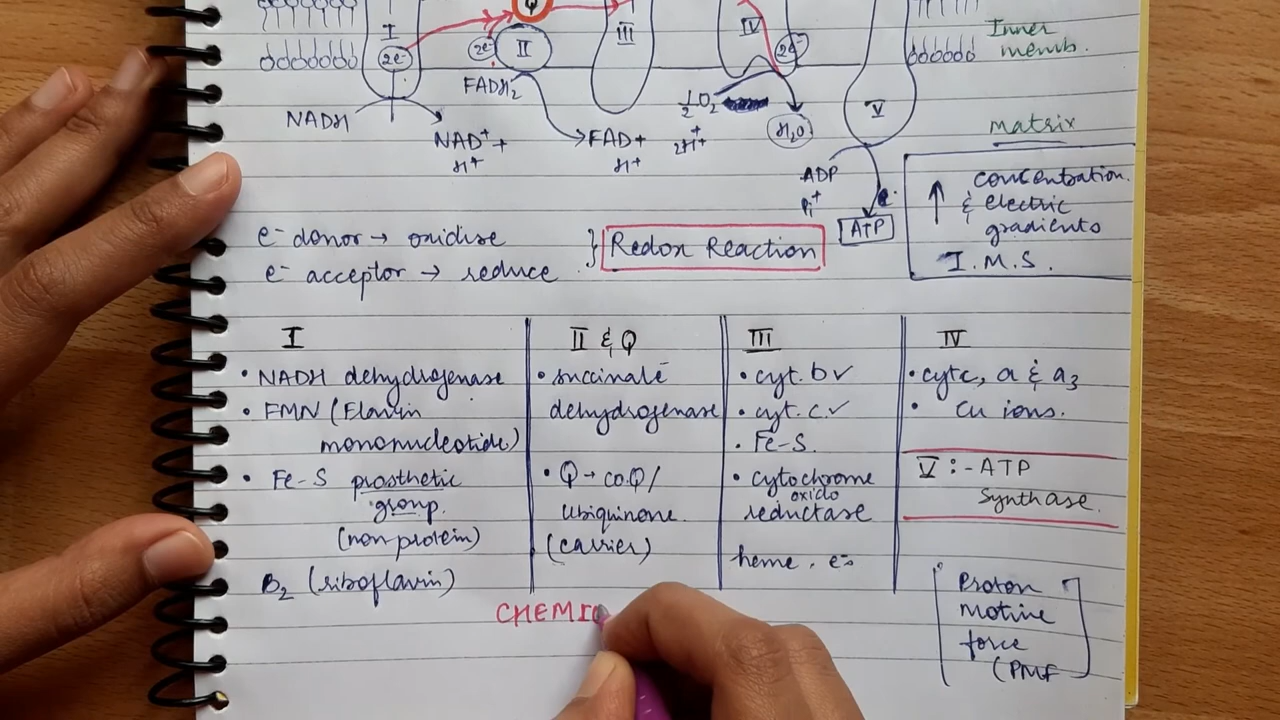 Q
I
II
III
IV
2e-
2e-
2e-
Inner
memb.
FADH2
NADH
NAD+ +
H+
FAD+
H+
1/2 O2
2H+
H2O
V
matrix
ADP
Pi+
ATP
↑ concentration
& electric
gradients
I.M.S.
e- donor → oxidise
e- acceptor → reduce
} Redox Reaction
I
• NADH dehydrogenase
• FMN (Flavin
mononucleotide)
• Fe-S prosthetic
group.
(non protein)
B2 (riboflavin)
II & Q
• succinate
dehydrogenase
• Q → co.Q/
Ubiquinone.
(carrier)
III
• cyt. b ✓
• cyt. c. ✓
• Fe-S.
• cytochrome
oxido
reductase
heme, e-
IV
• cytc, a & a3
• Cu ions.
V :- ATP
Synthase.
Proton
Motive
force
(PMF
CHEMIO